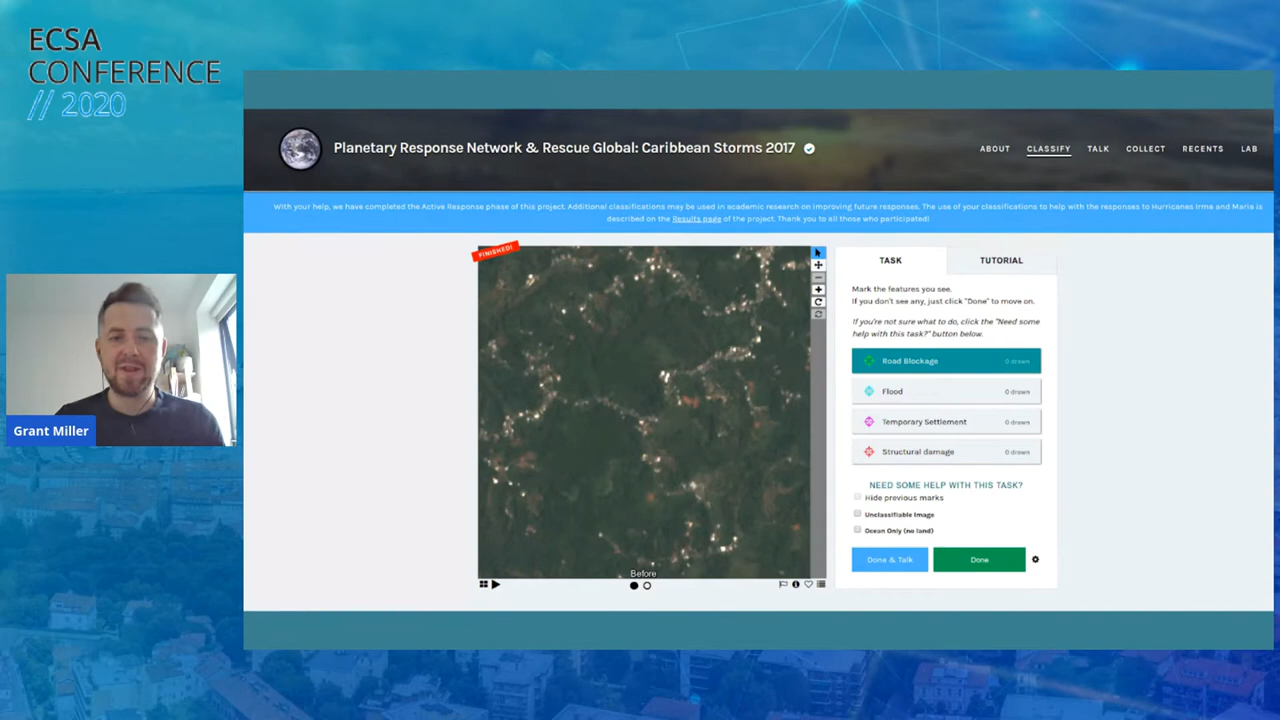 ECSA
CONFERENCE
// 2020
Planetary Response Network & Rescue Global: Caribbean Storms 2017
ABOUT
CLASSIFY
TALK
COLLECT
RECENTS
LAB
With your help, we have completed the Active Response phase of this project. Additional classifications may be used in academic research on improving future responses. The use of your classifications to help with the responses to Hurricanes Irma and Maria is
described on the Results page of the project. Thank you to all those who participated!
FINISHED!
TASK
TUTORIAL
Mark the features you see.
If you don't see any, just click "Done" to move on.
If you're not sure what to do, click the "Need some
help with this task?" button below.
Road Blockage 0 drawn
Flood 0 drawn
Temporary Settlement 0 drawn
Structural damage 0 drawn
NEED SOME HELP WITH THIS TASK?
Hide previous marks
Unclassifiable Image
Ocean Only (no land)
Done & Talk
Done
Before
Grant Miller